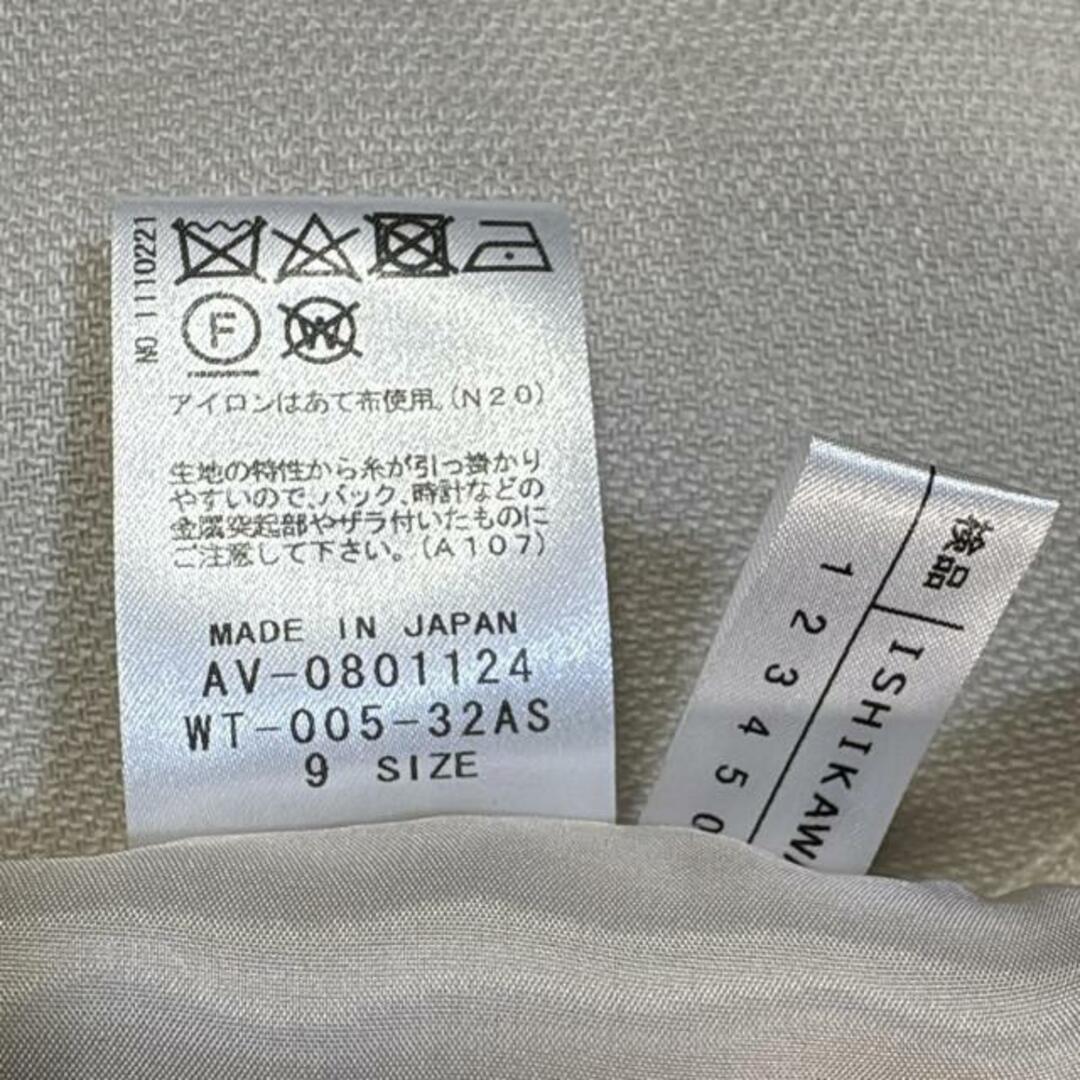 NO 11110221
F
W
アイロンはあて布使用。(N20)
生地の特性から糸が引っ掛かり
やすいので、バック、時計などの
金属突起部やザラ付いたものに
ご注意して下さい。(A107)
MADE IN JAPAN
AV-0801124
WT-005-32AS
9 SIZE
検品 ISHIKAW
1 2 3 4 5 0